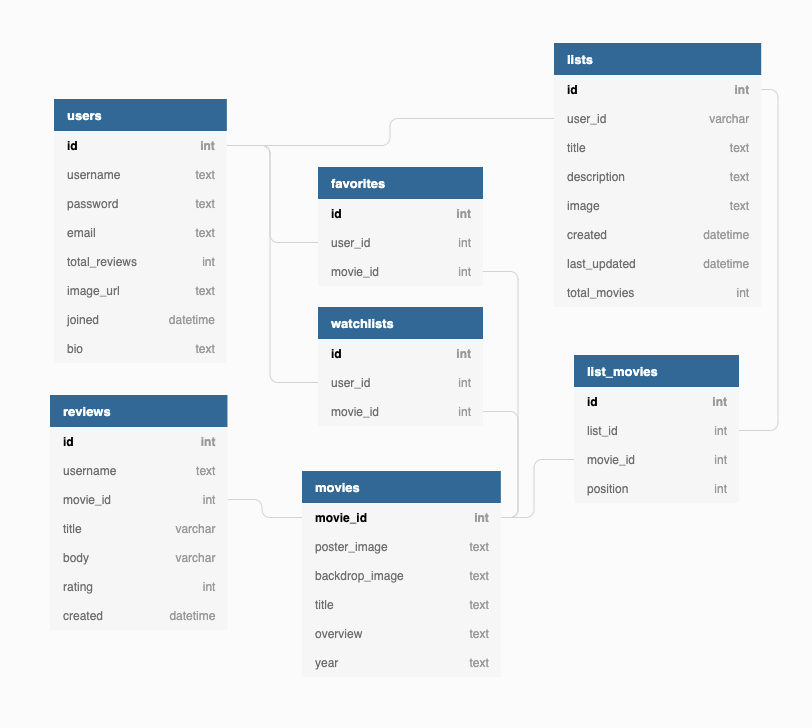 users
id int
username text
password text
email text
total_reviews int
image_url text
joined datetime
bio text
reviews
id int
username text
movie_id int
title varchar
body varchar
rating int
created datetime
favorites
id int
user_id int
movie_id int
watchlists
id int
user_id int
movie_id int
movies
movie_id int
poster_image text
backdrop_image text
title text
overview text
year text
lists
id int
user_id varchar
title text
description text
image text
created datetime
last_updated datetime
total_movies int
list_movies
id int
list_id int
movie_id int
position int